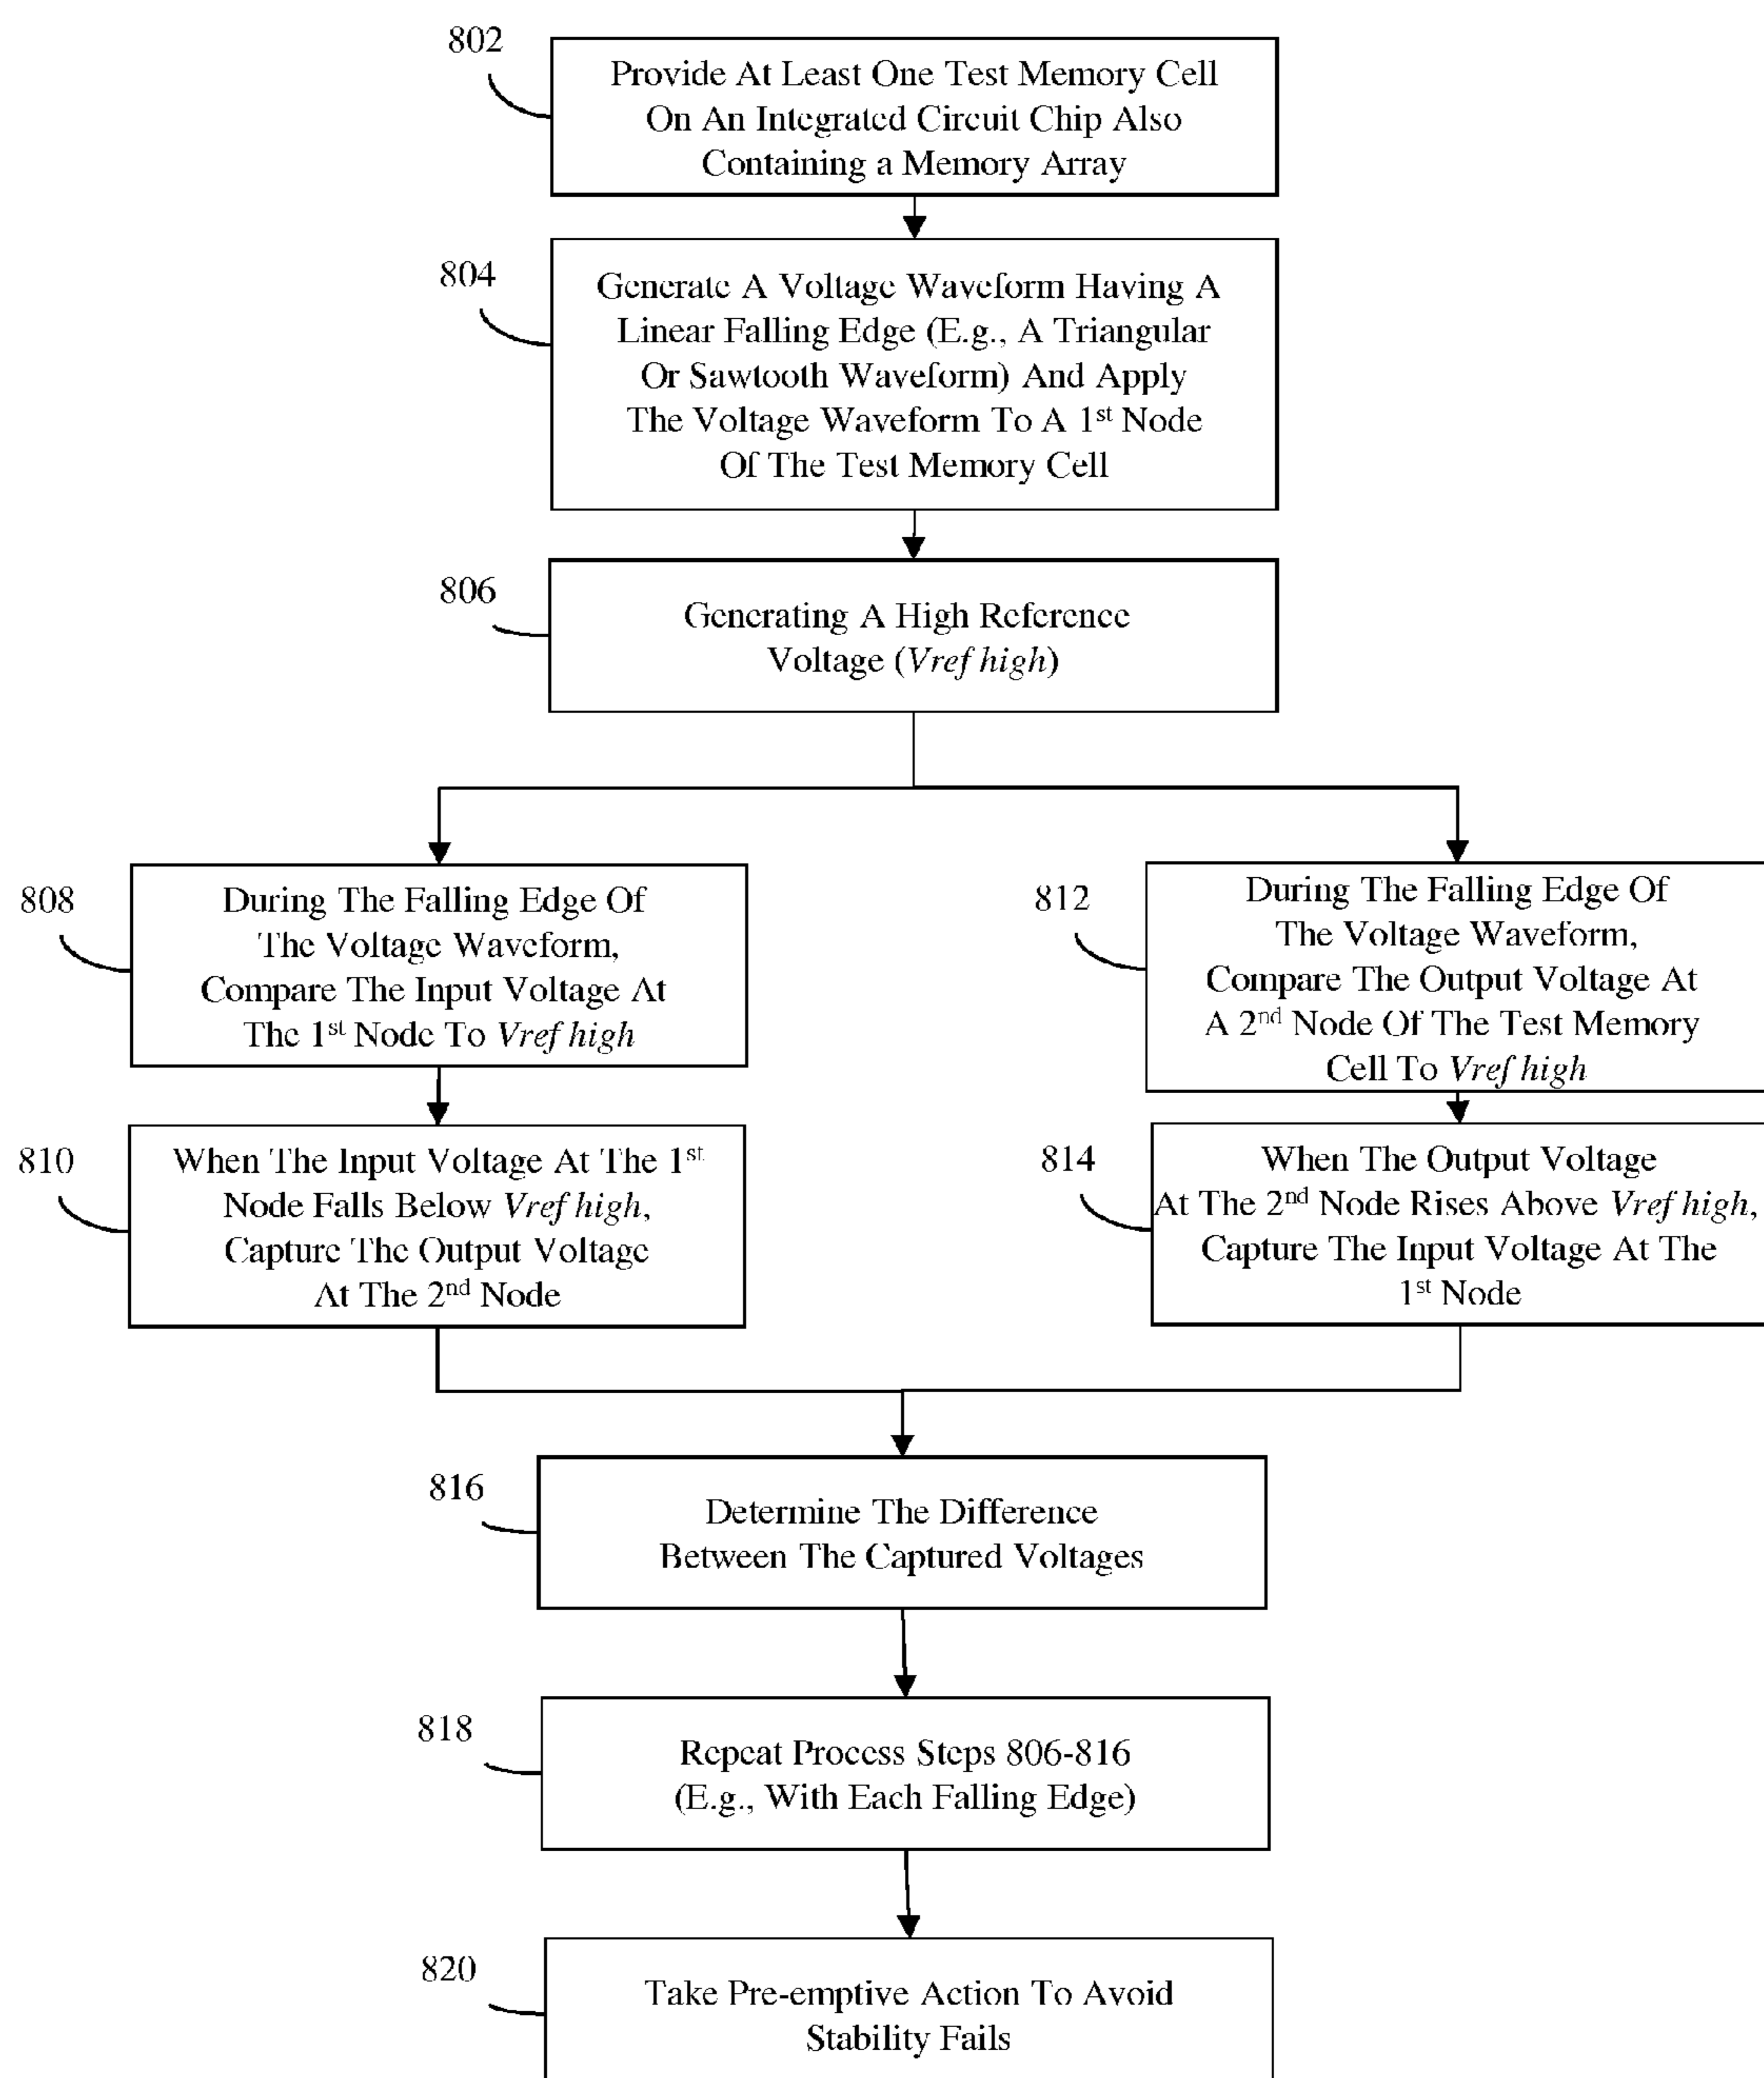 802
Provide At Least One Test Memory Cell
On An Integrated Circuit Chip Also
Containing a Memory Array
804
Generate A Voltage Waveform Having A
Linear Falling Edge (E.g., A Triangular
Or Sawtooth Waveform) And Apply
The Voltage Waveform To A 1st Node
Of The Test Memory Cell
806
Generating A High Reference
Voltage (Vref high)
808
During The Falling Edge Of
The Voltage Waveform,
Compare The Input Voltage At
The 1st Node To Vref high
812
During The Falling Edge Of
The Voltage Waveform,
Compare The Output Voltage At
A 2nd Node Of The Test Memory
Cell To Vref high
810
When The Input Voltage At The 1st
Node Falls Below Vref high,
Capture The Output Voltage
At The 2nd Node
814
When The Output Voltage
At The 2nd Node Rises Above Vref high,
Capture The Input Voltage At The
1st Node
816
Determine The Difference
Between The Captured Voltages
818
Repeat Process Steps 806-816
(E.g., With Each Falling Edge)
820
Take Pre-emptive Action To Avoid
Stability Fails